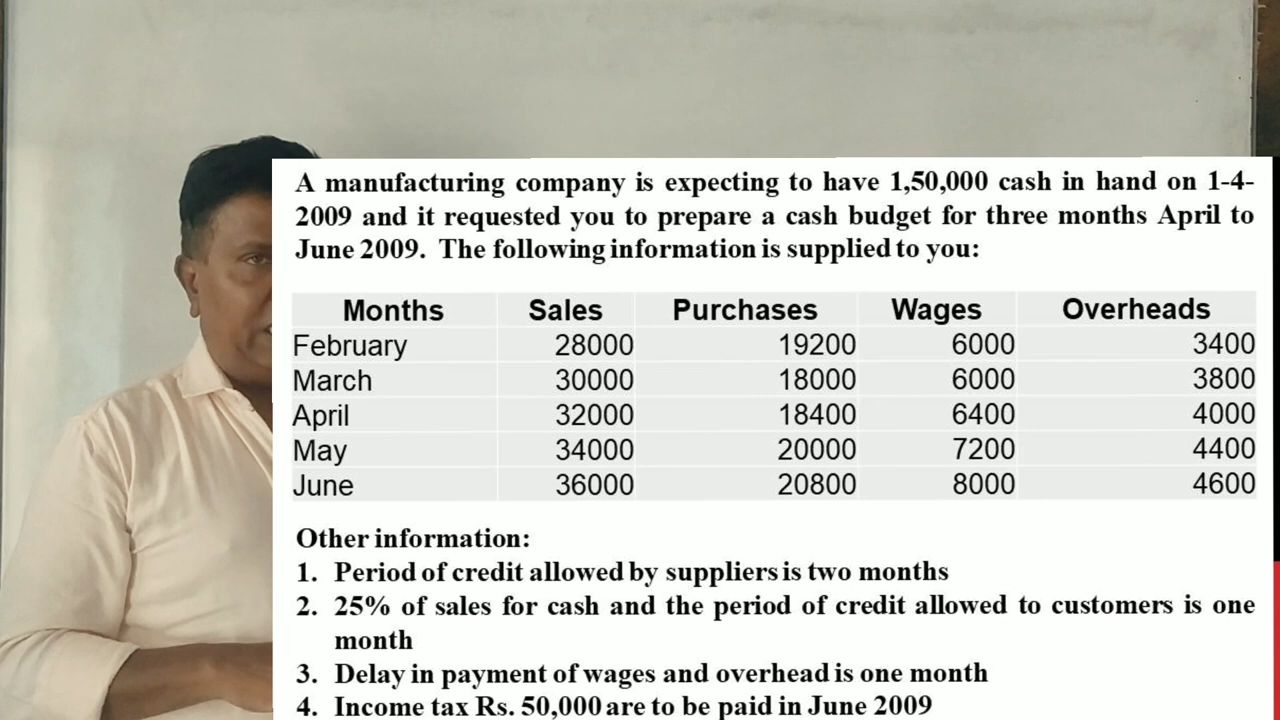 A manufacturing company is expecting to have 1,50,000 cash in hand on 1-4-
2009 and it requested you to prepare a cash budget for three months April to
June 2009. The following information is supplied to you:
Months Sales Purchases Wages Overheads
February 28000 19200 6000 3400
March 30000 18000 6000 3800
April 32000 18400 6400 4000
May 34000 20000 7200 4400
June 36000 20800 8000 4600
Other information:
1. Period of credit allowed by suppliers is two months
2. 25% of sales for cash and the period of credit allowed to customers is one
month
3. Delay in payment of wages and overhead is one month
4. Income tax Rs. 50,000 are to be paid in June 2009